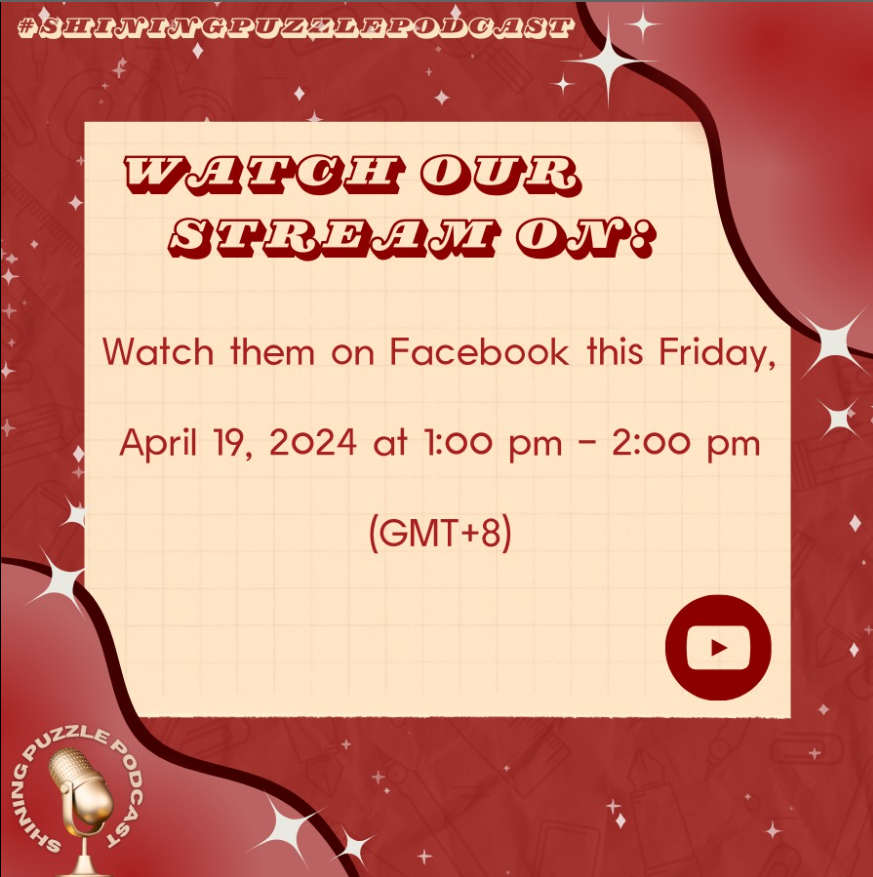 #SHININGPUZZLEPODCAST
WATCH OUR
STREAM ON:
Watch them on Facebook this Friday,
April 19, 2024 at 1:00 pm – 2:00 pm
(GMT+8)
SHINING PUZZLE PODCAST